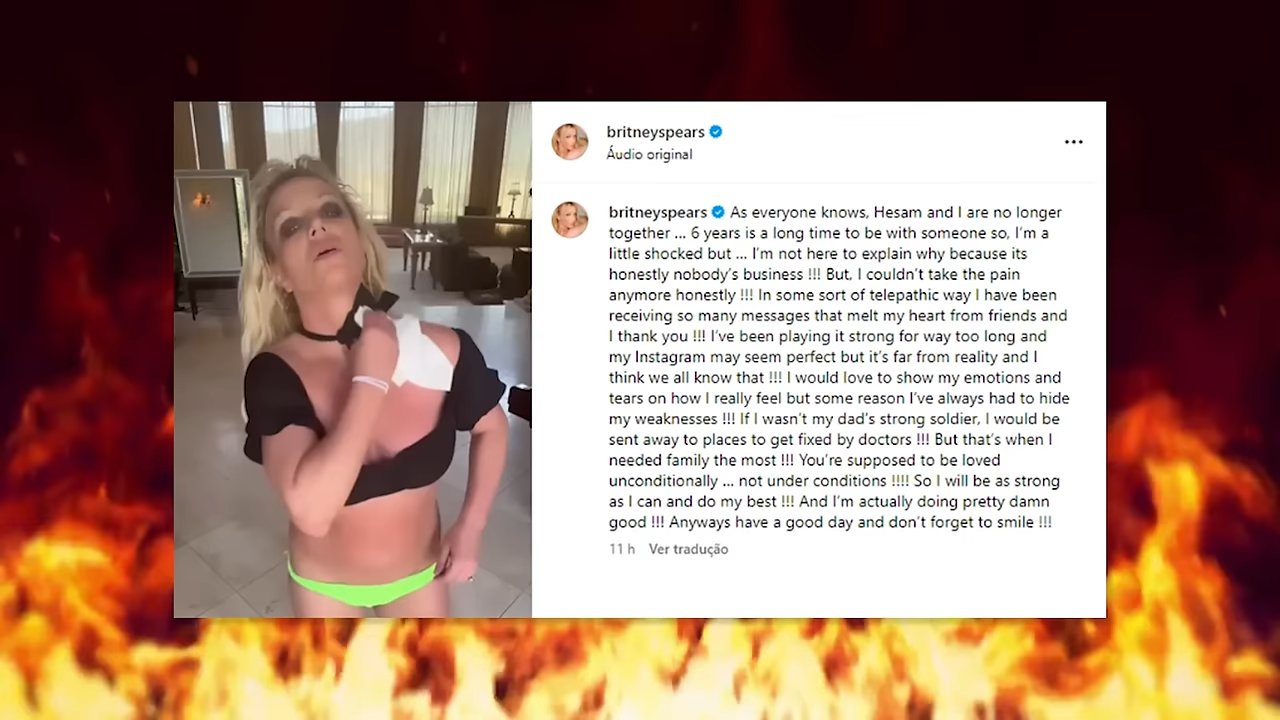 britneyspears
Áudio original
britneyspears As everyone knows, Hesam and I are no longer
together ... 6 years is a long time to be with someone so, I'm a
little shocked but ... I'm not here to explain why because its
honestly nobody's business !!! But, I couldn't take the pain
anymore honestly !!! In some sort of telepathic way I have been
receiving so many messages that melt my heart from friends and
I thank you !!! I've been playing it strong for way too long and
my Instagram may seem perfect but it's far from reality and I
think we all know that !!! I would love to show my emotions and
tears on how I really feel but some reason I've always had to hide
my weaknesses !!! If I wasn't my dad's strong soldier, I would be
sent away to places to get fixed by doctors !!! But that's when I
needed family the most !!! You're supposed to be loved
unconditionally ... not under conditions !!!! So I will be as strong
as I can and do my best !!! And I'm actually doing pretty damn
good !!! Anyways have a good day and don't forget to smile !!!
11 h Ver tradução